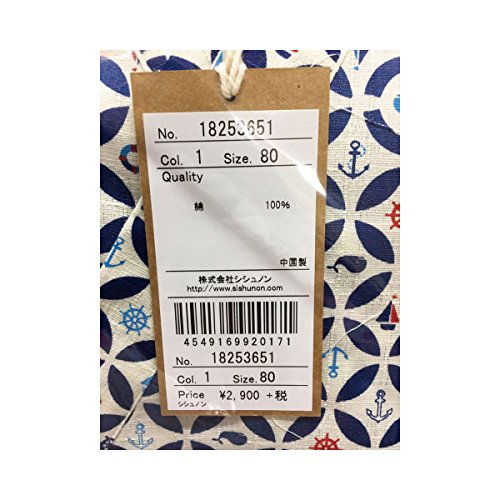 No. 18253651
Col. 1 Size. 80
Quality
綿 100%
中国製
株式会社シシュノン
http://www.sishunon.com
4549169920171
No. 18253651
Col. 1 Size. 80
Price ¥2,900 +税
シシュノン